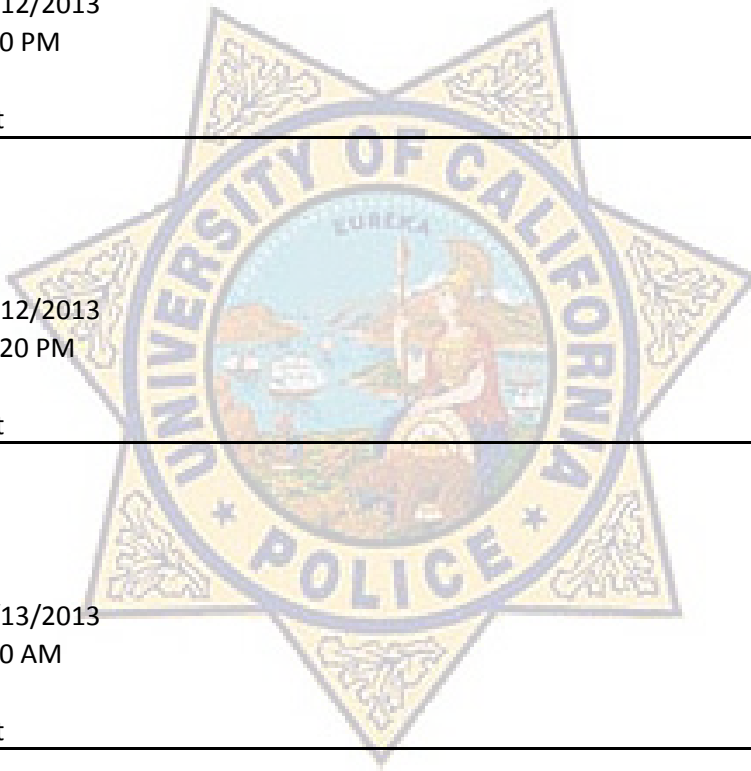 12/2013
0 PM
t
UNIVERSITY OF CALIFORNIA
EUREKA
12/2013
20 PM
t
* POLICE *
/13/2013
0 AM
t